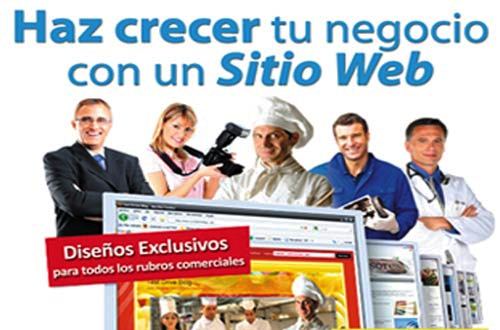 Haz crecer tu negocio
con un Sitio Web
Diseños Exclusivos
para todos los rubros comerciales